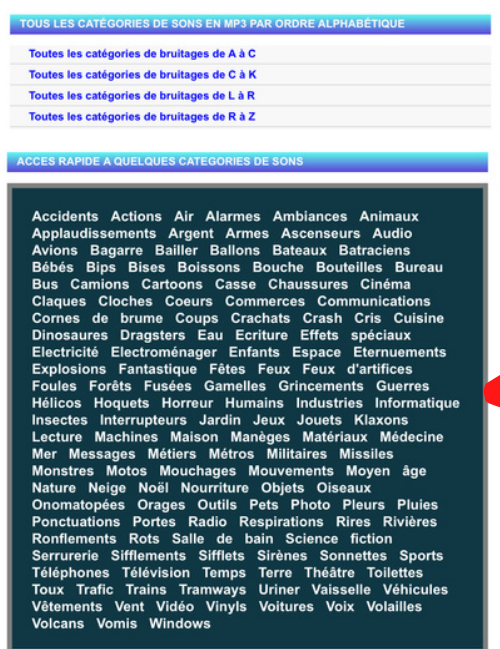 TOUS LES CATÉGORIES DE SONS EN MP3 PAR ORDRE ALPHABÉTIQUE
Toutes les catégories de bruitages de A à C
Toutes les catégories de bruitages de C à K
Toutes les catégories de bruitages de L à R
Toutes les catégories de bruitages de R à Z
ACCES RAPIDE A QUELQUES CATEGORIES DE SONS
Accidents Actions Air Alarmes Ambiances Animaux
Applaudissements Argent Armes Ascenseurs Audio
Avions Bagarre Bailler Ballons Bateaux Batraciens
Bébés Bips Bises Boissons Bouche Bouteilles Bureau
Bus Camions Cartoons Casse Chaussures Cinéma
Claques Cloches Coeurs Commerces Communications
Cornes de brume Coups Crachats Crash Cris Cuisine
Dinosaures Dragsters Eau Ecriture Effets spéciaux
Electricité Electroménager Enfants Espace Eternuements
Explosions Fantastique Fêtes Feux Feux d'artifices
Foules Forêts Fusées Gamelles Grincements Guerres
Hélicos Hoquets Horreur Humains Industries Informatique
Insectes Interrupteurs Jardin Jeux Jouets Klaxons
Lecture Machines Maison Manèges Matériaux Médecine
Mer Messages Métiers Métros Militaires Missiles
Monstres Motos Mouchages Mouvements Moyen âge
Nature Neige Noël Nourriture Objets Oiseaux
Onomatopées Orages Outils Pets Photo Pleurs Pluies
Ponctuations Portes Radio Respirations Rires Rivières
Ronflements Rots Salle de bain Science fiction
Serrurerie Sifflements Sifflets Sirènes Sonnettes Sports
Téléphones Télévision Temps Terre Théâtre Toilettes
Toux Trafic Trains Tramways Uriner Vaisselle Véhicules
Vêtements Vent Vidéo Vinyls Voitures Voix Volailles
Volcans Vomis Windows